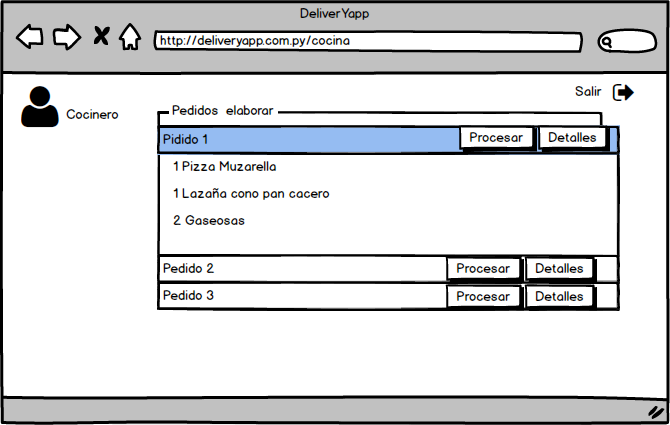 DeliverYapp
http://deliveryapp.com.py/cocina
Salir
Cocinero
Pedidos elaborar
Pidido 1 Procesar Detalles
1 Pizza Muzarella
1 Lazaña cono pan cacero
2 Gaseosas
Pedido 2 Procesar Detalles
Pedido 3 Procesar Detalles